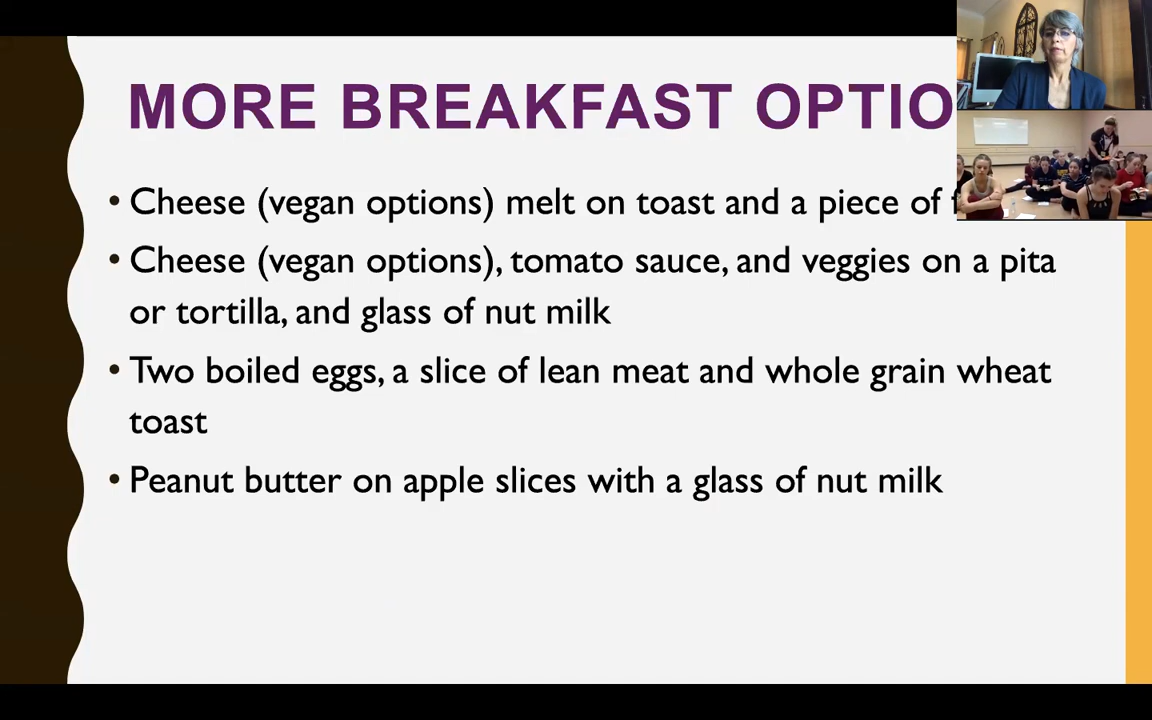 MORE BREAKFAST OPTIO
• Cheese (vegan options) melt on toast and a piece of
• Cheese (vegan options), tomato sauce, and veggies on a pita
or tortilla, and glass of nut milk
• Two boiled eggs, a slice of lean meat and whole grain wheat
toast
• Peanut butter on apple slices with a glass of nut milk